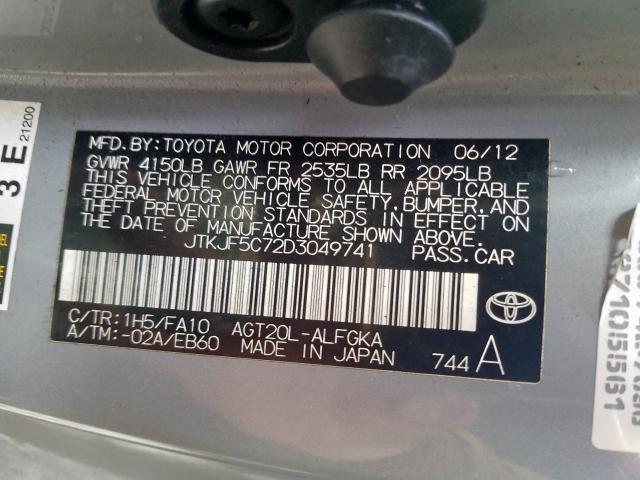 MFD. BY: TOYOTA MOTOR CORPORATION 06/12
GVWR 4150LB GAWR FR 2535LB RR 2095LB
THIS VEHICLE CONFORMS TO ALL APPLICABLE
FEDERAL MOTOR VEHICLE SAFETY, BUMPER, AND
THEFT PREVENTION STANDARDS IN EFFECT ON
THE DATE OF MANUFACTURE SHOWN ABOVE.
JTKJF5C72D3049741 PASS. CAR
C/TR: 1H5/FA10 AGT20L-ALFGKA
A/TM: -02A/EB60 MADE IN JAPAN 744 A
3 E
21200